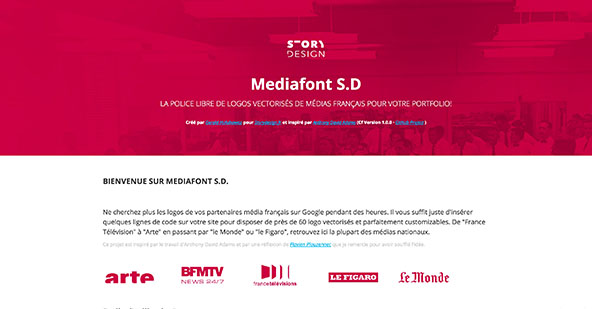 STORY
DESIGN
Mediafont S.D
LA POLICE LIBRE DE LOGOS VECTORISÉS DE MÉDIAS FRANÇAIS POUR VOTRE PORTFOLIO!
Créé par pour et inspiré par (Cf Version 1.0.0 - )
BIENVENUE SUR MEDIAFONT S.D.
Ne cherchez plus les logos de vos partenaires média français sur Google pendant des heures. Il vous suffit juste d'insérer
quelques lignes de code sur votre site pour disposer de près de 60 logo vectorisés et parfaitement customizables. De "France
Télévision" à "Arte" en passant par "le Monde" ou "le Figaro", retrouvez ici la plupart des médias nationaux.
Ce projet est inspiré par le travail d'Anthony David Adams et par une réflexion de que je remercie pour avoir soufflé l'idée.
arte
BFMTV
NEWS 24/7
france télévisions
LE FIGARO
Le Monde